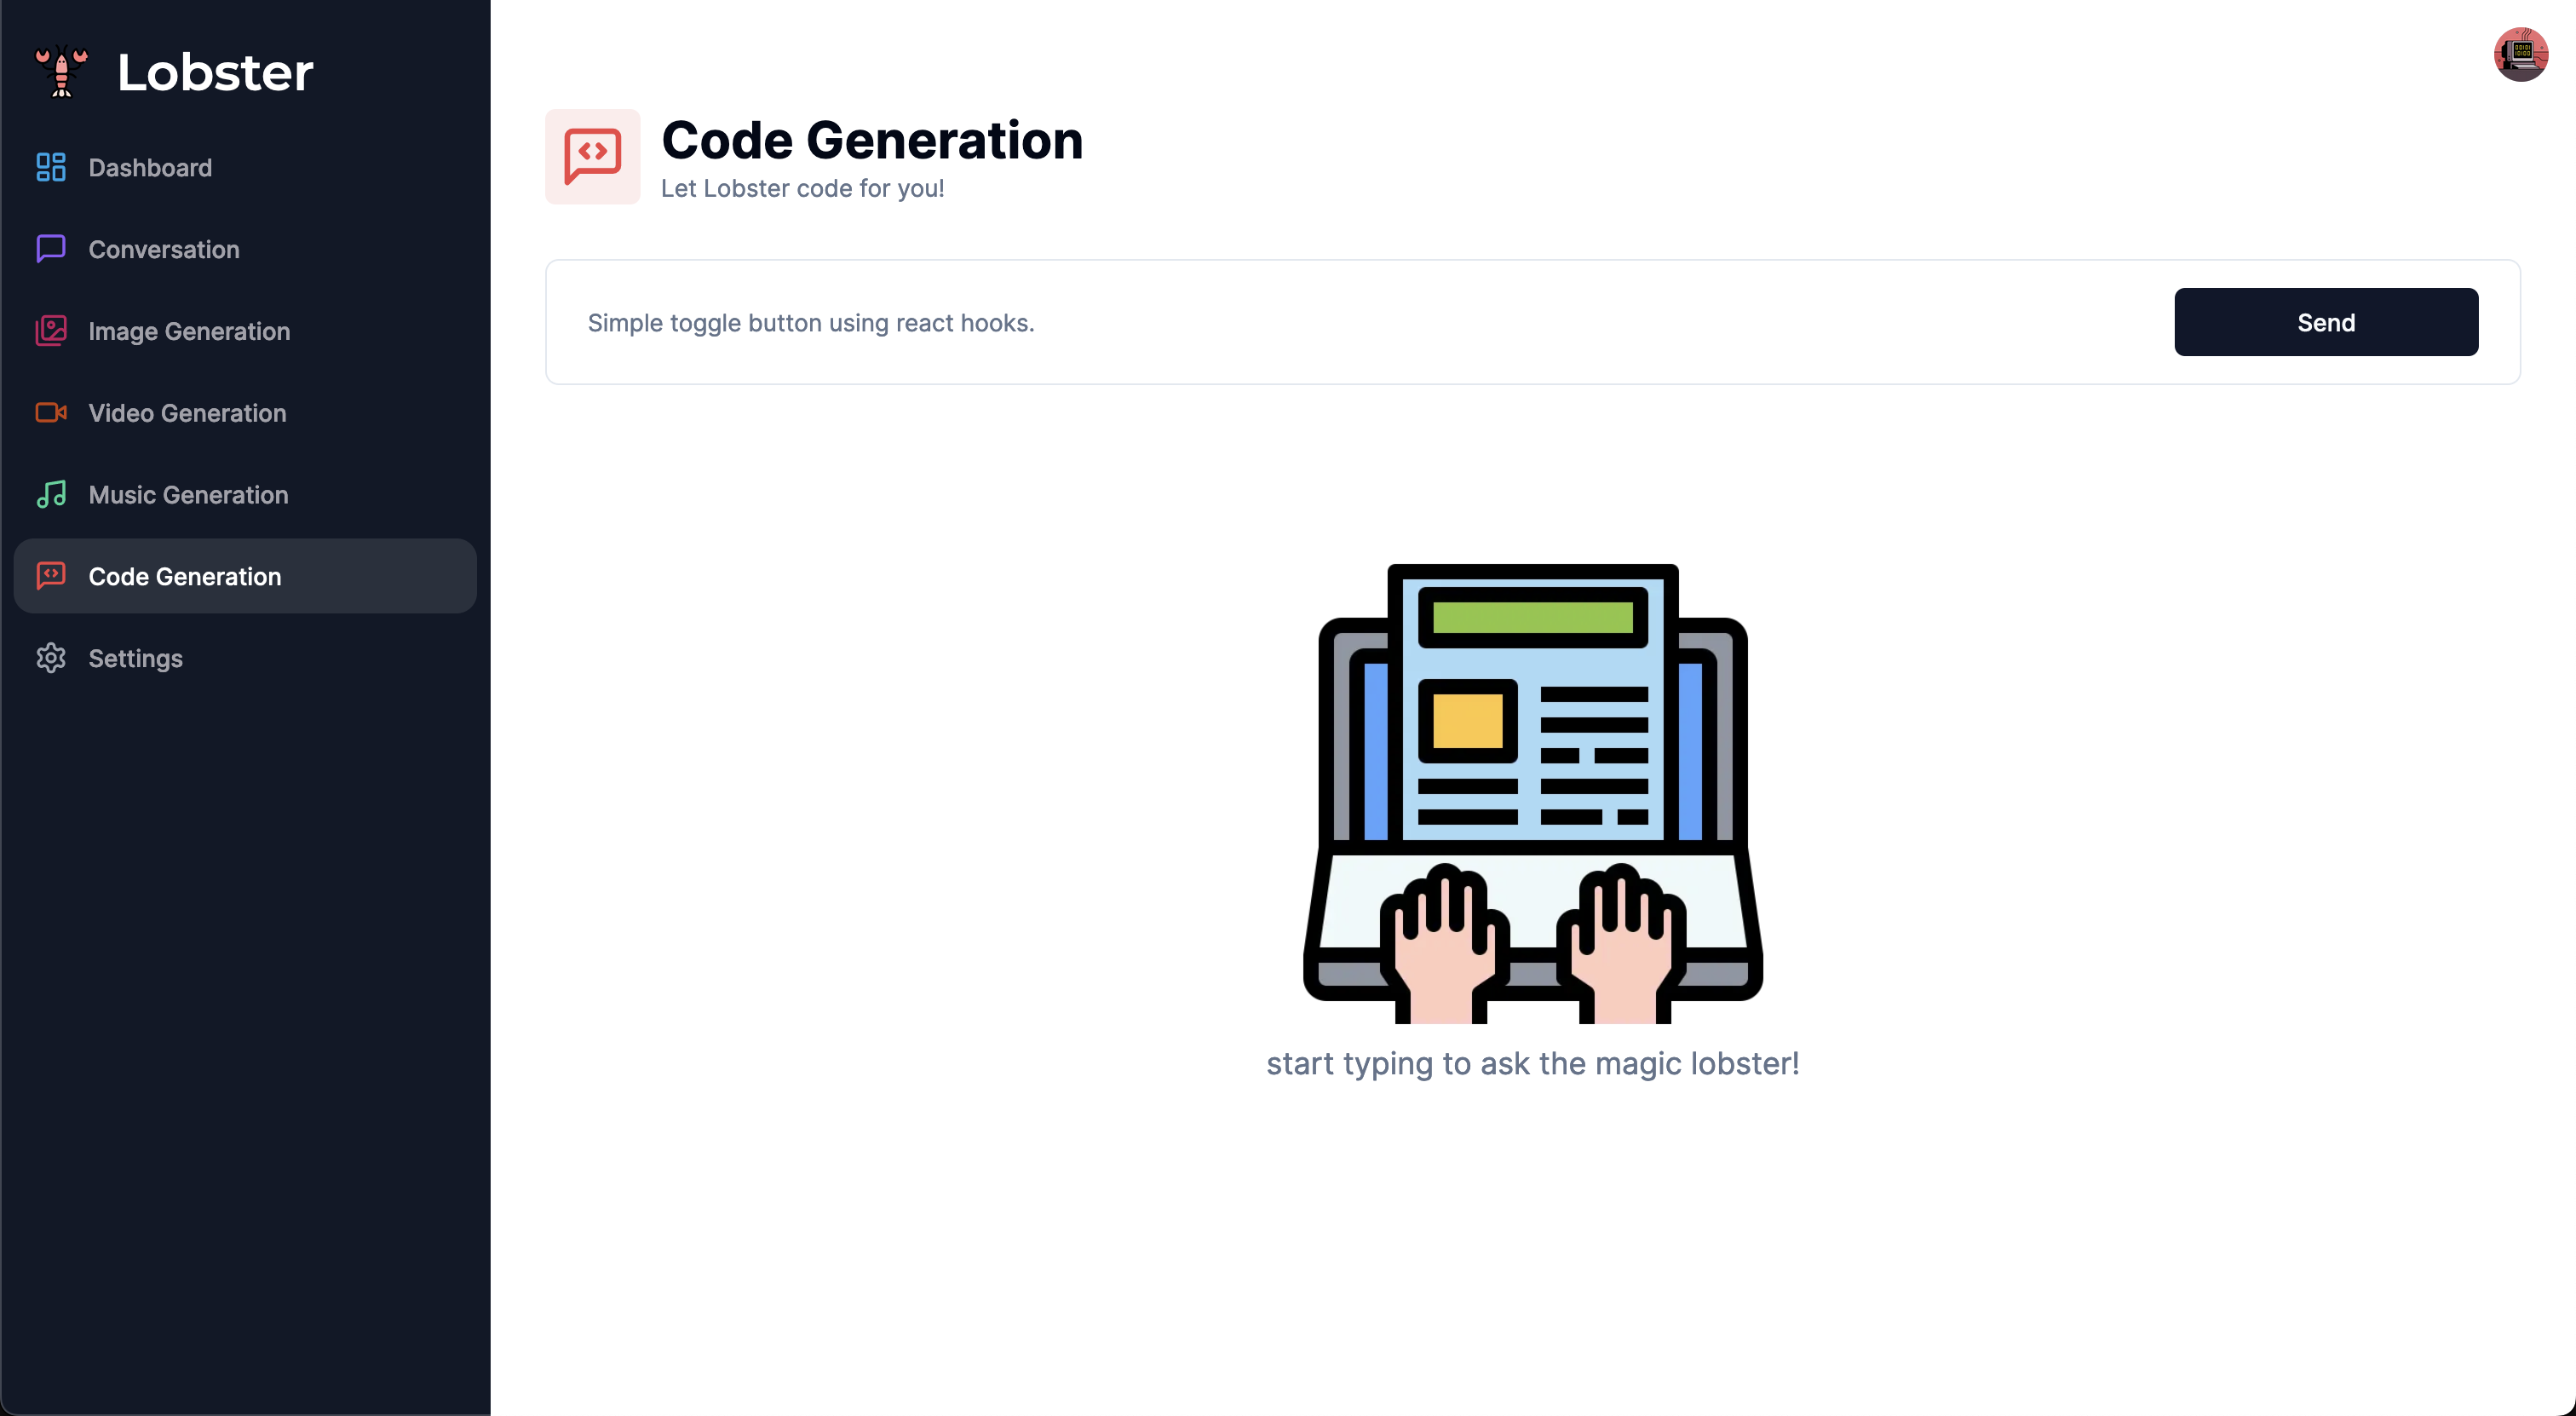 Lobster
Dashboard
Conversation
Image Generation
Video Generation
Music Generation
Code Generation
Settings
Code Generation
Let Lobster code for you!
Simple toggle button using react hooks.
Send
start typing to ask the magic lobster!